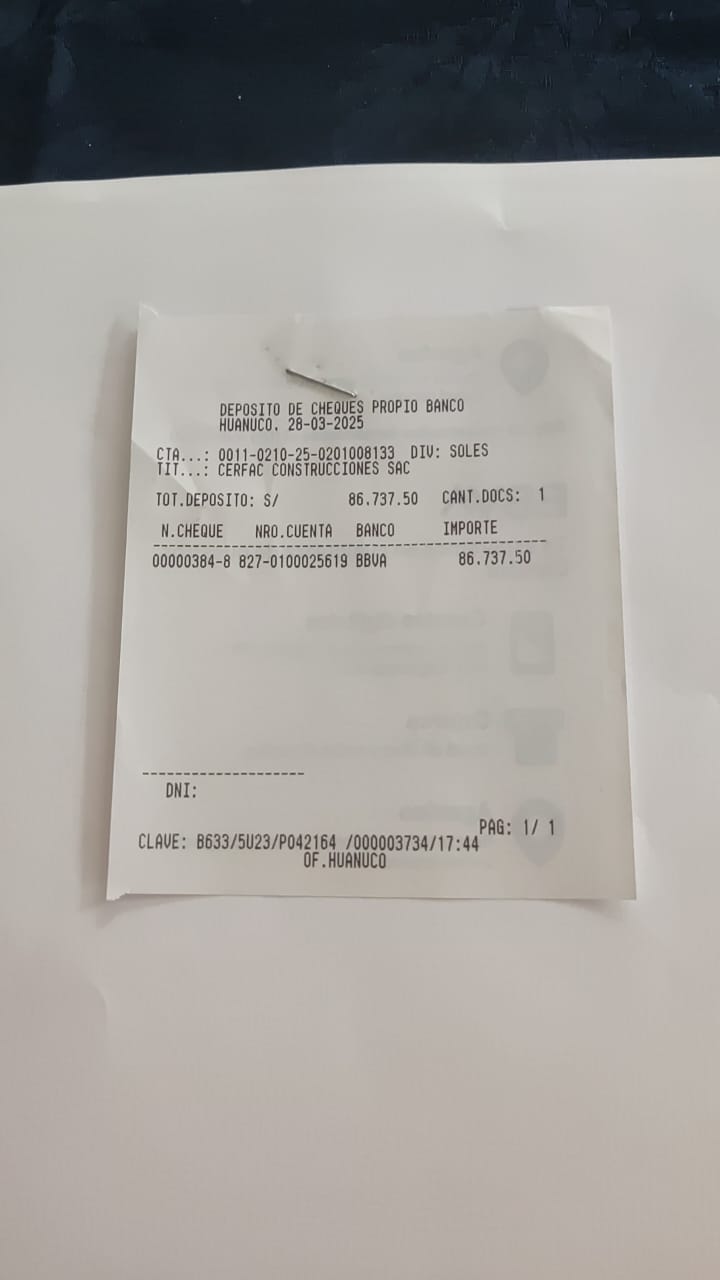 DEPOSITO DE CHEQUES PROPIO BANCO
HUANUCO, 28-03-2025
CTA...: 0011-0210-25-0201008133 DIV: SOLES
TIT...: CERFAC CONSTRUCCIONES SAC
TOT.DEPOSITO: S/ 86.737.50 CANT.DOCS: 1
N.CHEQUE NRO.CUENTA BANCO IMPORTE
00000384-8 827-0100025619 BBVA 86.737.50
DNI:
PAG: 1/ 1
CLAVE: B633/5U23/P042164 /000003734/17:44
OF.HUANUCO